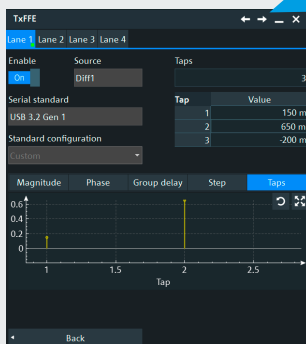 TxFFE
Lane 1 Lane 2 Lane 3 Lane 4
Enable Source Taps
On Diff1 3
Serial standard
USB 3.2 Gen 1
Tap Value
1 150 m
2 650 m
3 -200 m
Standard configuration
Custom
Magnitude Phase Group delay Step Taps
0.6
0.4
0.2
0
1 1.5 2 2.5
Tap
Back